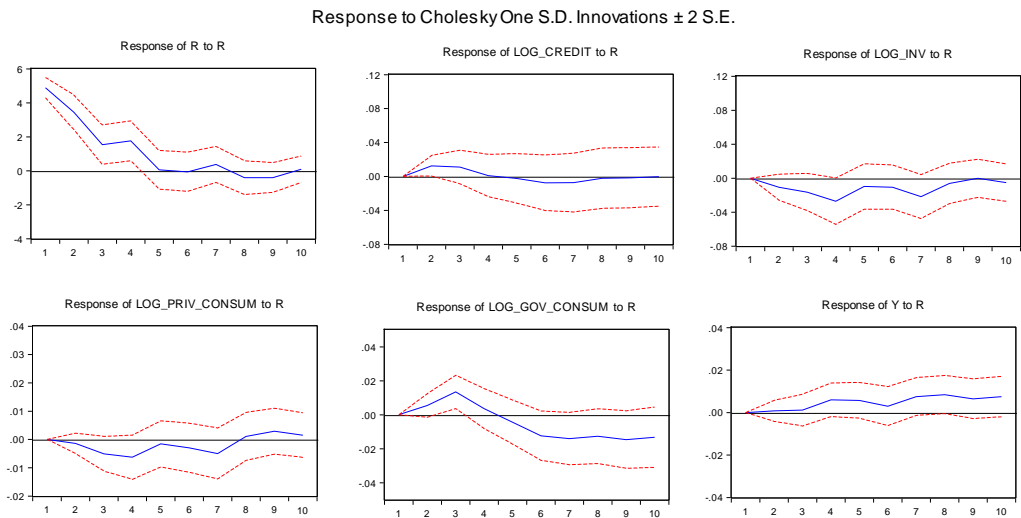 Response to Cholesky One S.D. Innovations ± 2 S.E.
Response of R to R
6
4
2
0
-2
-4
1 2 3 4 5 6 7 8 9 10
Response of LOG_CREDIT to R
.12
.08
.04
.00
-.04
-.08
1 2 3 4 5 6 7 8 9 10
Response of LOG_INV to R
.12
.08
.04
.00
-.04
-.08
1 2 3 4 5 6 7 8 9 10
Response of LOG_PRIV_CONSUM to R
.04
.03
.02
.01
.00
-.01
-.02
1 2 3 4 5 6 7 8 9 10
Response of LOG_GOV_CONSUM to R
.04
.02
.00
-.02
-.04
1 2 3 4 5 6 7 8 9 10
Response of Y to R
.04
.02
.00
-.02
-.04
1 2 3 4 5 6 7 8 9 10